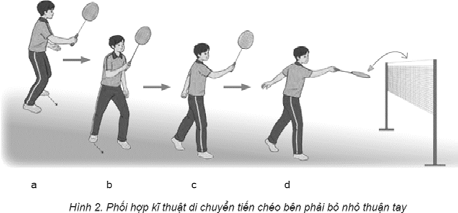 a b c d
Hình 2. Phối hợp kĩ thuật di chuyển tiến chéo bên phải bỏ nhỏ thuận tay